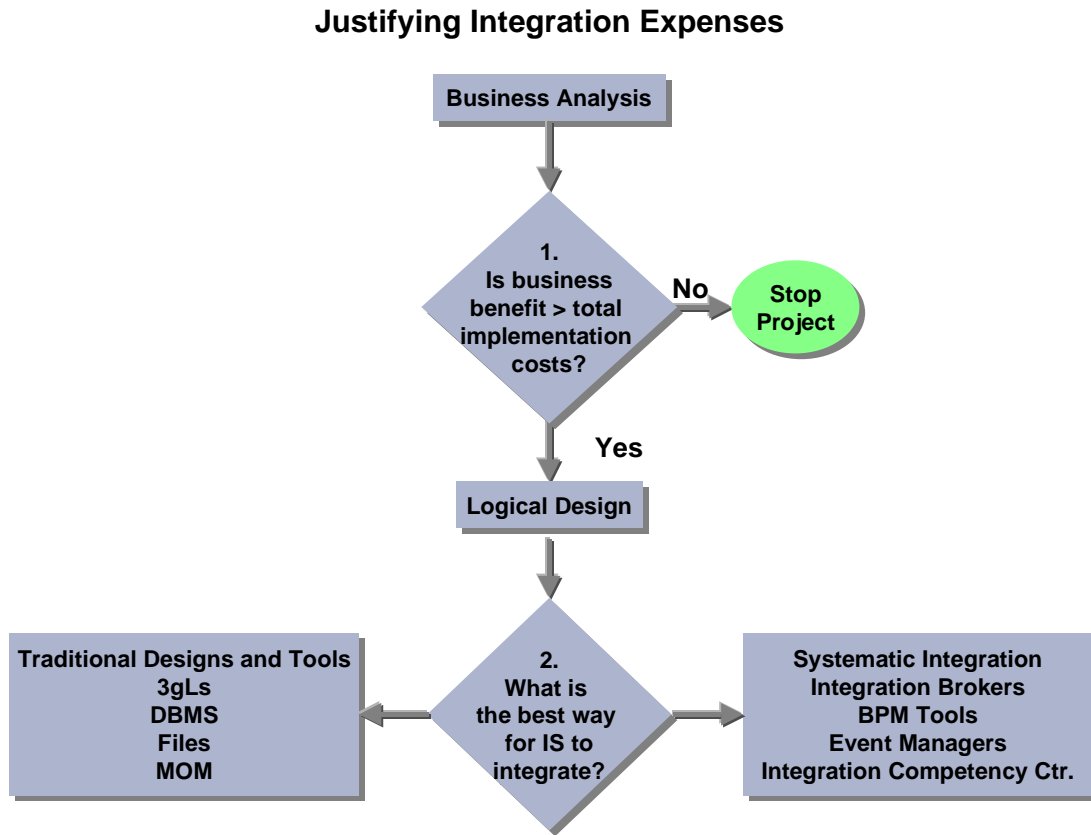 Justifying Integration Expenses
Business Analysis
1.
Is business
benefit > total
implementation
costs?
No
Stop
Project
Yes
Logical Design
Traditional Designs and Tools
3gLs
DBMS
Files
MOM
2.
What is
the best way
for IS to
integrate?
Systematic Integration
Integration Brokers
BPM Tools
Event Managers
Integration Competency Ctr.